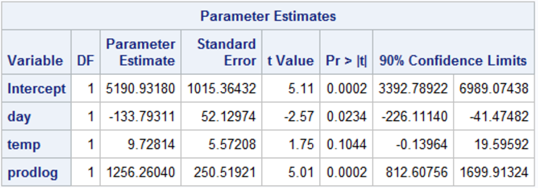 Parameter Estimates
Variable DF Parameter Estimate Standard Error t Value Pr > |t| 90% Confidence Limits
Intercept 1 5190.93180 1015.36432 5.11 0.0002 3392.78922 6989.07438
day 1 -133.79311 52.12974 -2.57 0.0234 -226.11140 -41.47482
temp 1 9.72814 5.57208 1.75 0.1044 -0.13964 19.59592
prodlog 1 1256.26040 250.51921 5.01 0.0002 812.60756 1699.91324